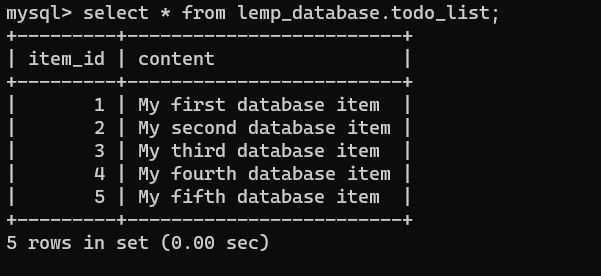 mysql> select * from lemp_database.todo_list;
+---------+------------------------+
| item_id | content                |
+---------+------------------------+
|       1 | My first database item  |
|       2 | My second database item |
|       3 | My third database item  |
|       4 | My fourth database item |
|       5 | My fifth database item  |
+---------+------------------------+
5 rows in set (0.00 sec)